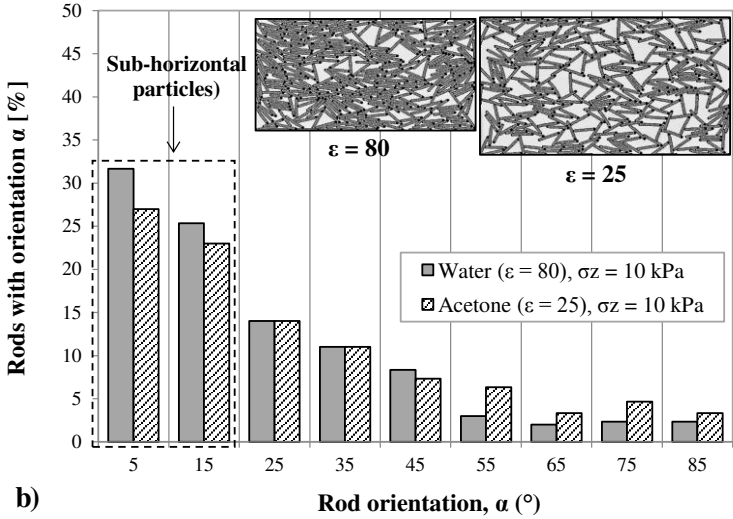 50
45
40
35
30
25
20
15
10
5
0
Rods with orientation α [%]
Sub-horizontal
particles)
ε = 80
ε = 25
Water (ε = 80), σz = 10 kPa
Acetone (ε = 25), σz = 10 kPa
5 15 25 35 45 55 65 75 85
b)
Rod orientation, α (°)